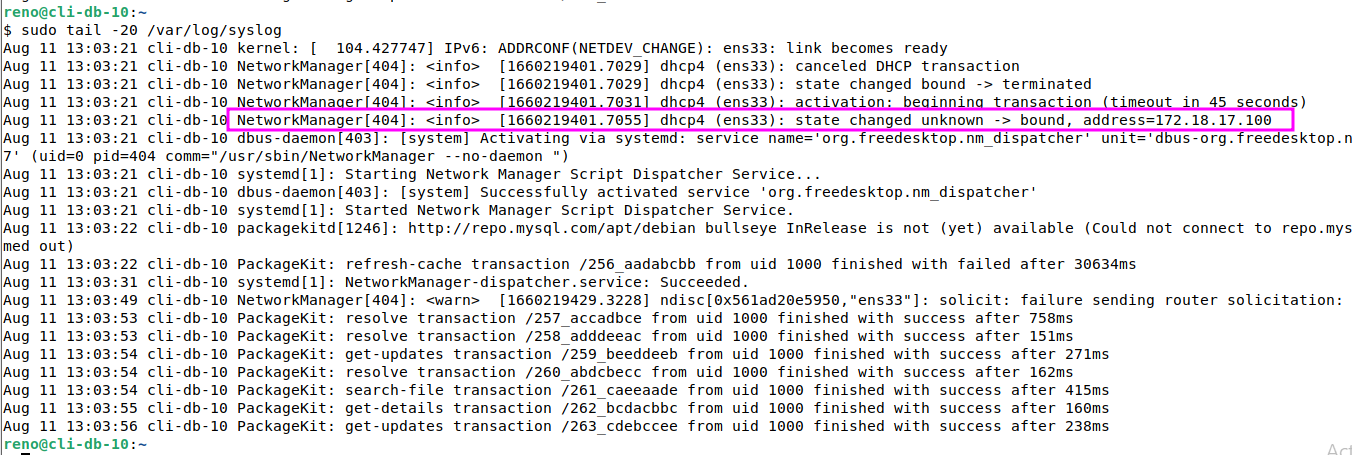 reno@cli-db-10:~
$ sudo tail -20 /var/log/syslog
Aug 11 13:03:21 cli-db-10 kernel: [  104.427747] IPv6: ADDRCONF(NETDEV_CHANGE): ens33: link becomes ready
Aug 11 13:03:21 cli-db-10 NetworkManager[404]: <info>  [1660219401.7029] dhcp4 (ens33): canceled DHCP transaction
Aug 11 13:03:21 cli-db-10 NetworkManager[404]: <info>  [1660219401.7029] dhcp4 (ens33): state changed bound -> terminated
Aug 11 13:03:21 cli-db-10 NetworkManager[404]: <info>  [1660219401.7031] dhcp4 (ens33): activation: beginning transaction (timeout in 45 seconds)
Aug 11 13:03:21 cli-db-10 NetworkManager[404]: <info>  [1660219401.7055] dhcp4 (ens33): state changed unknown -> bound, address=172.18.17.100
Aug 11 13:03:21 cli-db-10 dbus-daemon[403]: [system] Activating via systemd: service name='org.freedesktop.nm_dispatcher' unit='dbus-org.freedesktop.n
7' (uid=0 pid=404 comm="/usr/sbin/NetworkManager --no-daemon ")
Aug 11 13:03:21 cli-db-10 systemd[1]: Starting Network Manager Script Dispatcher Service...
Aug 11 13:03:21 cli-db-10 dbus-daemon[403]: [system] Successfully activated service 'org.freedesktop.nm_dispatcher'
Aug 11 13:03:21 cli-db-10 systemd[1]: Started Network Manager Script Dispatcher Service.
Aug 11 13:03:22 cli-db-10 packagekitd[1246]: http://repo.mysql.com/apt/debian bullseye InRelease is not (yet) available (Could not connect to repo.mys
med out)
Aug 11 13:03:22 cli-db-10 PackageKit: refresh-cache transaction /256_aadabcbb from uid 1000 finished with failed after 30634ms
Aug 11 13:03:31 cli-db-10 systemd[1]: NetworkManager-dispatcher.service: Succeeded.
Aug 11 13:03:49 cli-db-10 NetworkManager[404]: <warn>  [1660219429.3228] ndisc[0x561ad20e5950,"ens33"]: solicit: failure sending router solicitation:
Aug 11 13:03:53 cli-db-10 PackageKit: resolve transaction /257_accadbce from uid 1000 finished with success after 758ms
Aug 11 13:03:53 cli-db-10 PackageKit: resolve transaction /258_adddeeac from uid 1000 finished with success after 151ms
Aug 11 13:03:54 cli-db-10 PackageKit: get-updates transaction /259_beeddeeb from uid 1000 finished with success after 271ms
Aug 11 13:03:54 cli-db-10 PackageKit: resolve transaction /260_abdcbecc from uid 1000 finished with success after 162ms
Aug 11 13:03:54 cli-db-10 PackageKit: search-file transaction /261_caeeaade from uid 1000 finished with success after 415ms
Aug 11 13:03:55 cli-db-10 PackageKit: get-details transaction /262_bcdacbbc from uid 1000 finished with success after 160ms
Aug 11 13:03:56 cli-db-10 PackageKit: get-updates transaction /263_cdebccee from uid 1000 finished with success after 238ms
reno@cli-db-10:~